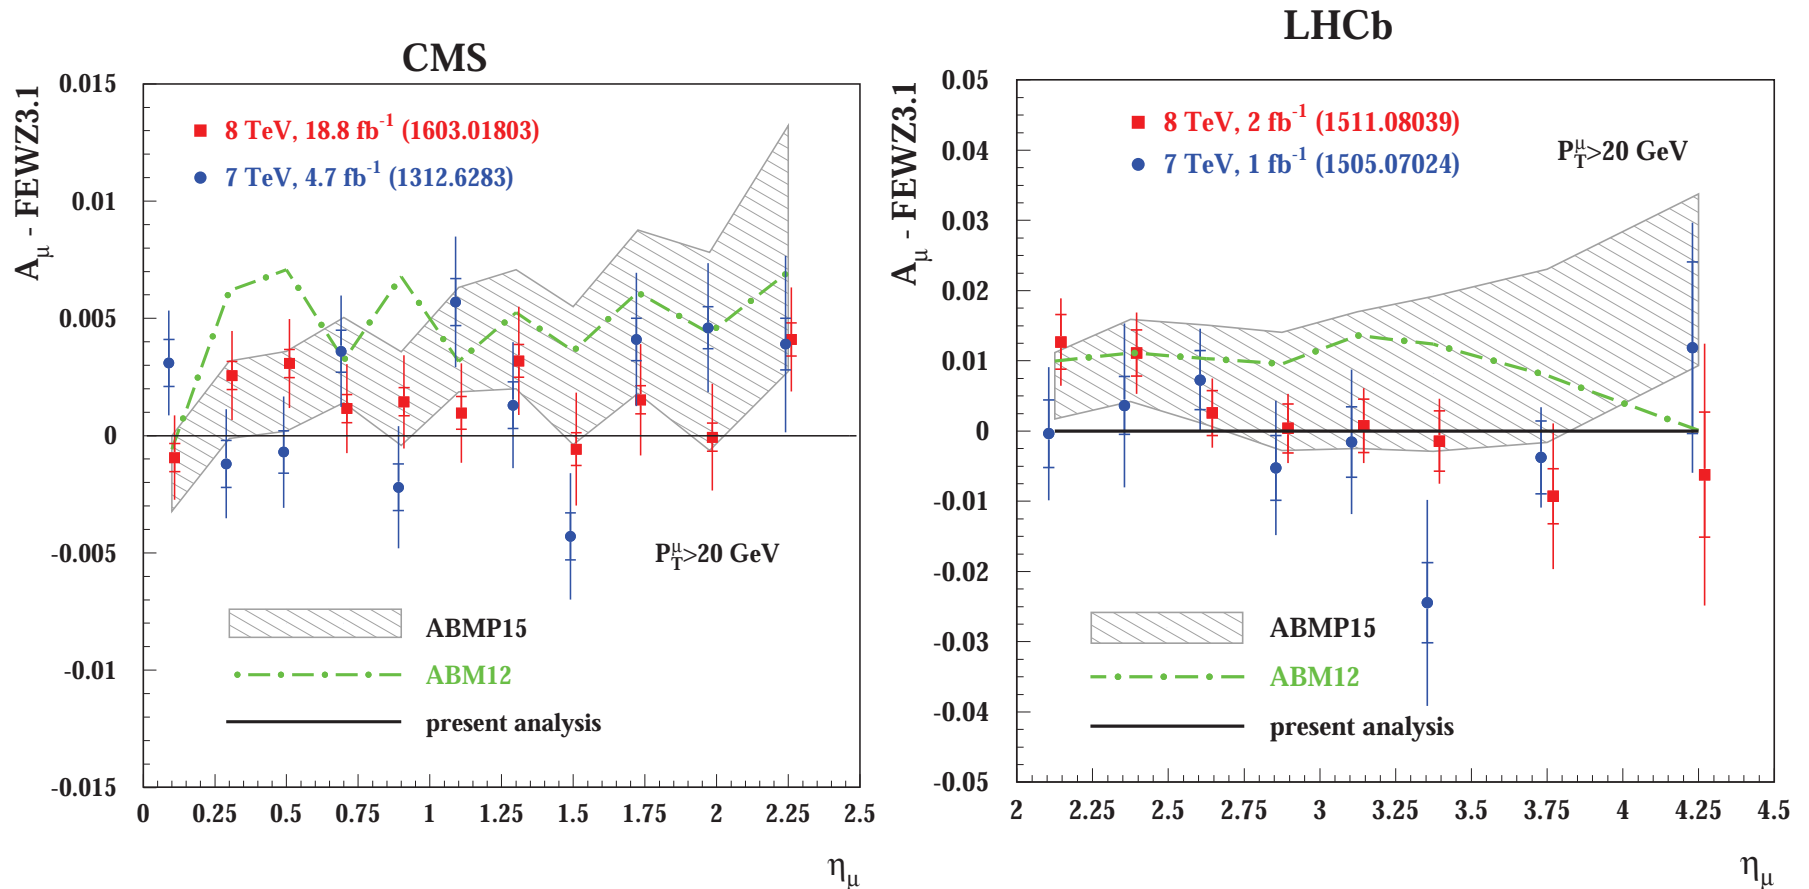 CMS
A_μ - FEWZ3.1
0.015
0.01
0.005
0
-0.005
-0.01
-0.015
8 TeV, 18.8 fb⁻¹ (1603.01803)
7 TeV, 4.7 fb⁻¹ (1312.6283)
P_T^μ>20 GeV
ABMP15
ABM12
present analysis
0 0.25 0.5 0.75 1 1.25 1.5 1.75 2 2.25 2.5
η_μ
LHCb
A_μ - FEWZ3.1
0.05
0.04
0.03
0.02
0.01
0
-0.01
-0.02
-0.03
-0.04
-0.05
8 TeV, 2 fb⁻¹ (1511.08039)
7 TeV, 1 fb⁻¹ (1505.07024)
P_T^μ>20 GeV
ABMP15
ABM12
present analysis
2 2.25 2.5 2.75 3 3.25 3.5 3.75 4 4.25 4.5
η_μ